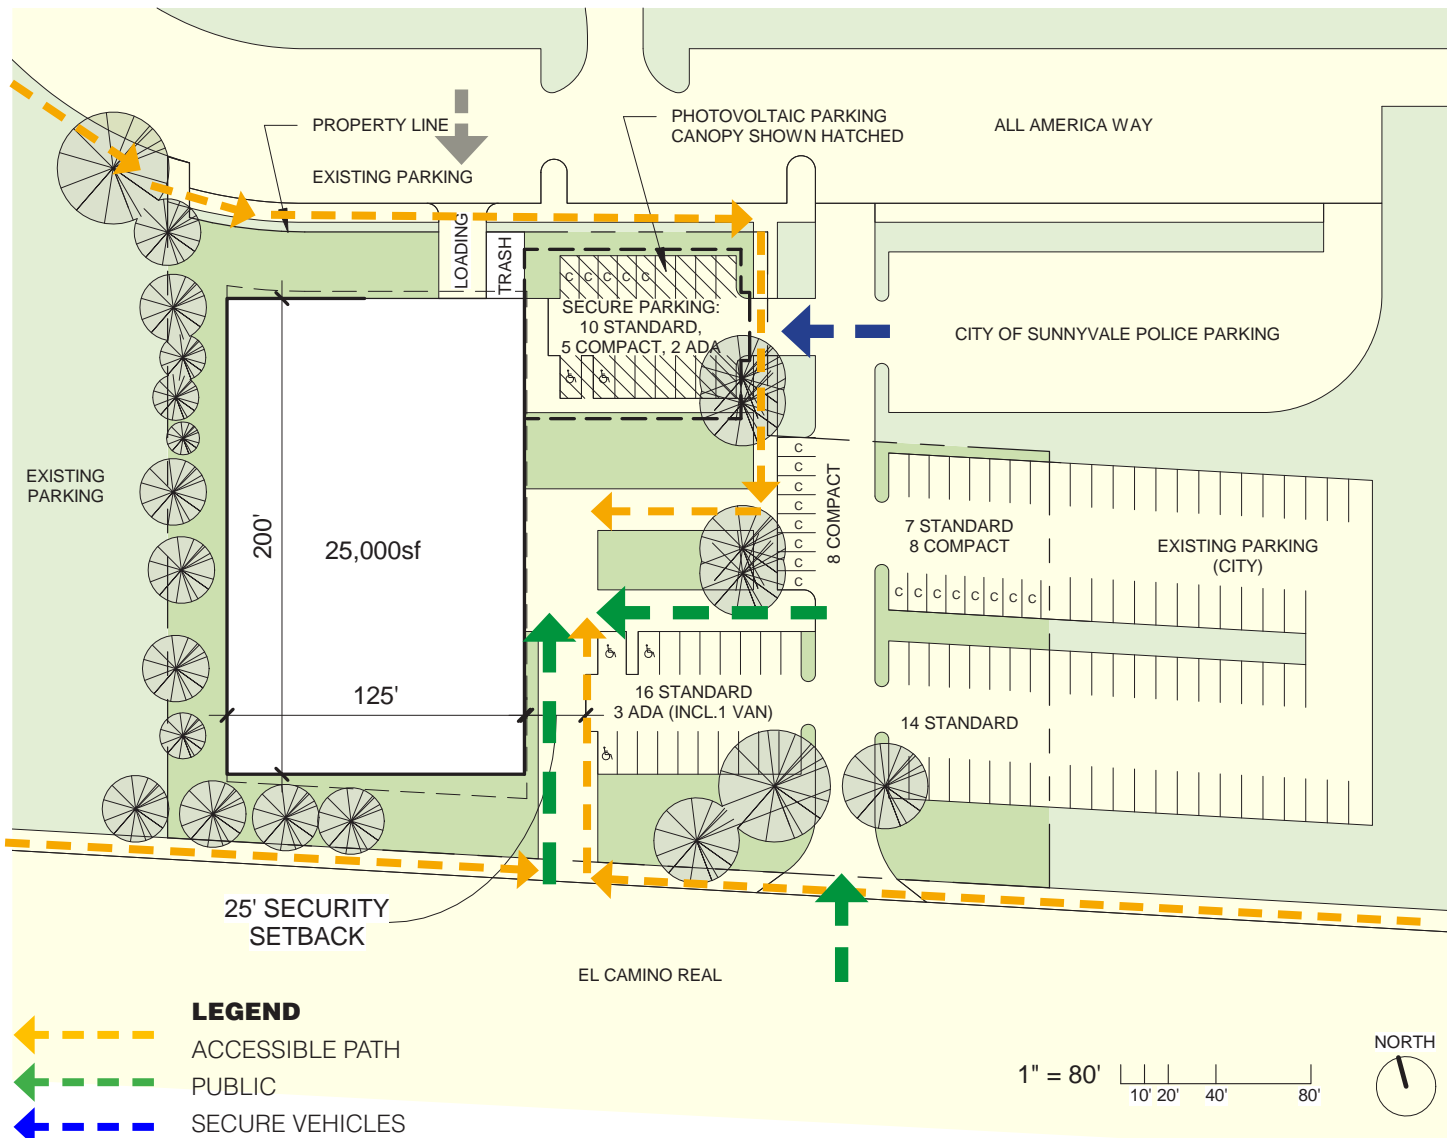 PROPERTY LINE
PHOTOVOLTAIC PARKING
CANOPY SHOWN HATCHED
ALL AMERICA WAY
EXISTING PARKING
LOADING
TRASH
C C C C C
SECURE PARKING:
10 STANDARD,
5 COMPACT, 2 ADA
CITY OF SUNNYVALE POLICE PARKING
EXISTING
PARKING
200'
25,000sf
C
C
C
C
C
C
C
C
8 COMPACT
7 STANDARD
8 COMPACT
EXISTING PARKING
(CITY)
C C C C C C C C
125'
16 STANDARD
3 ADA (INCL.1 VAN)
14 STANDARD
25' SECURITY
SETBACK
EL CAMINO REAL
LEGEND
ACCESSIBLE PATH
PUBLIC
SECURE VEHICLES
1" = 80'
10' 20' 40' 80'
NORTH